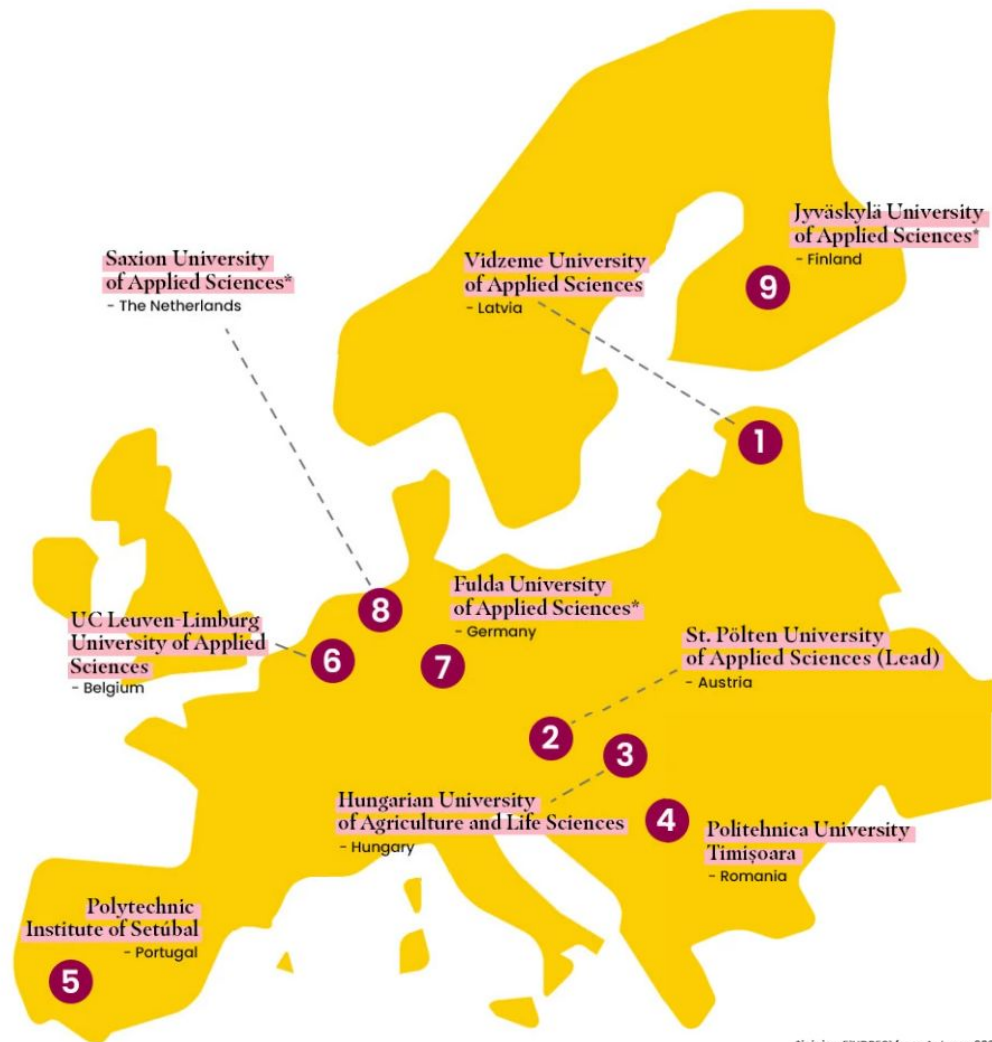 Jyväskylä University
of Applied Sciences*
- Finland
9
Saxion University
of Applied Sciences*
- The Netherlands
Vidzeme University
of Applied Sciences
- Latvia
1
8
Fulda University
of Applied Sciences*
- Germany
7
UC Leuven-Limburg
University of Applied
Sciences
- Belgium
6
St. Pölten University
of Applied Sciences (Lead)
- Austria
2
3
Hungarian University
of Agriculture and Life Sciences
- Hungary
4
Politehnica University
Timișoara
- Romania
Polytechnic
Institute of Setúbal
- Portugal
5